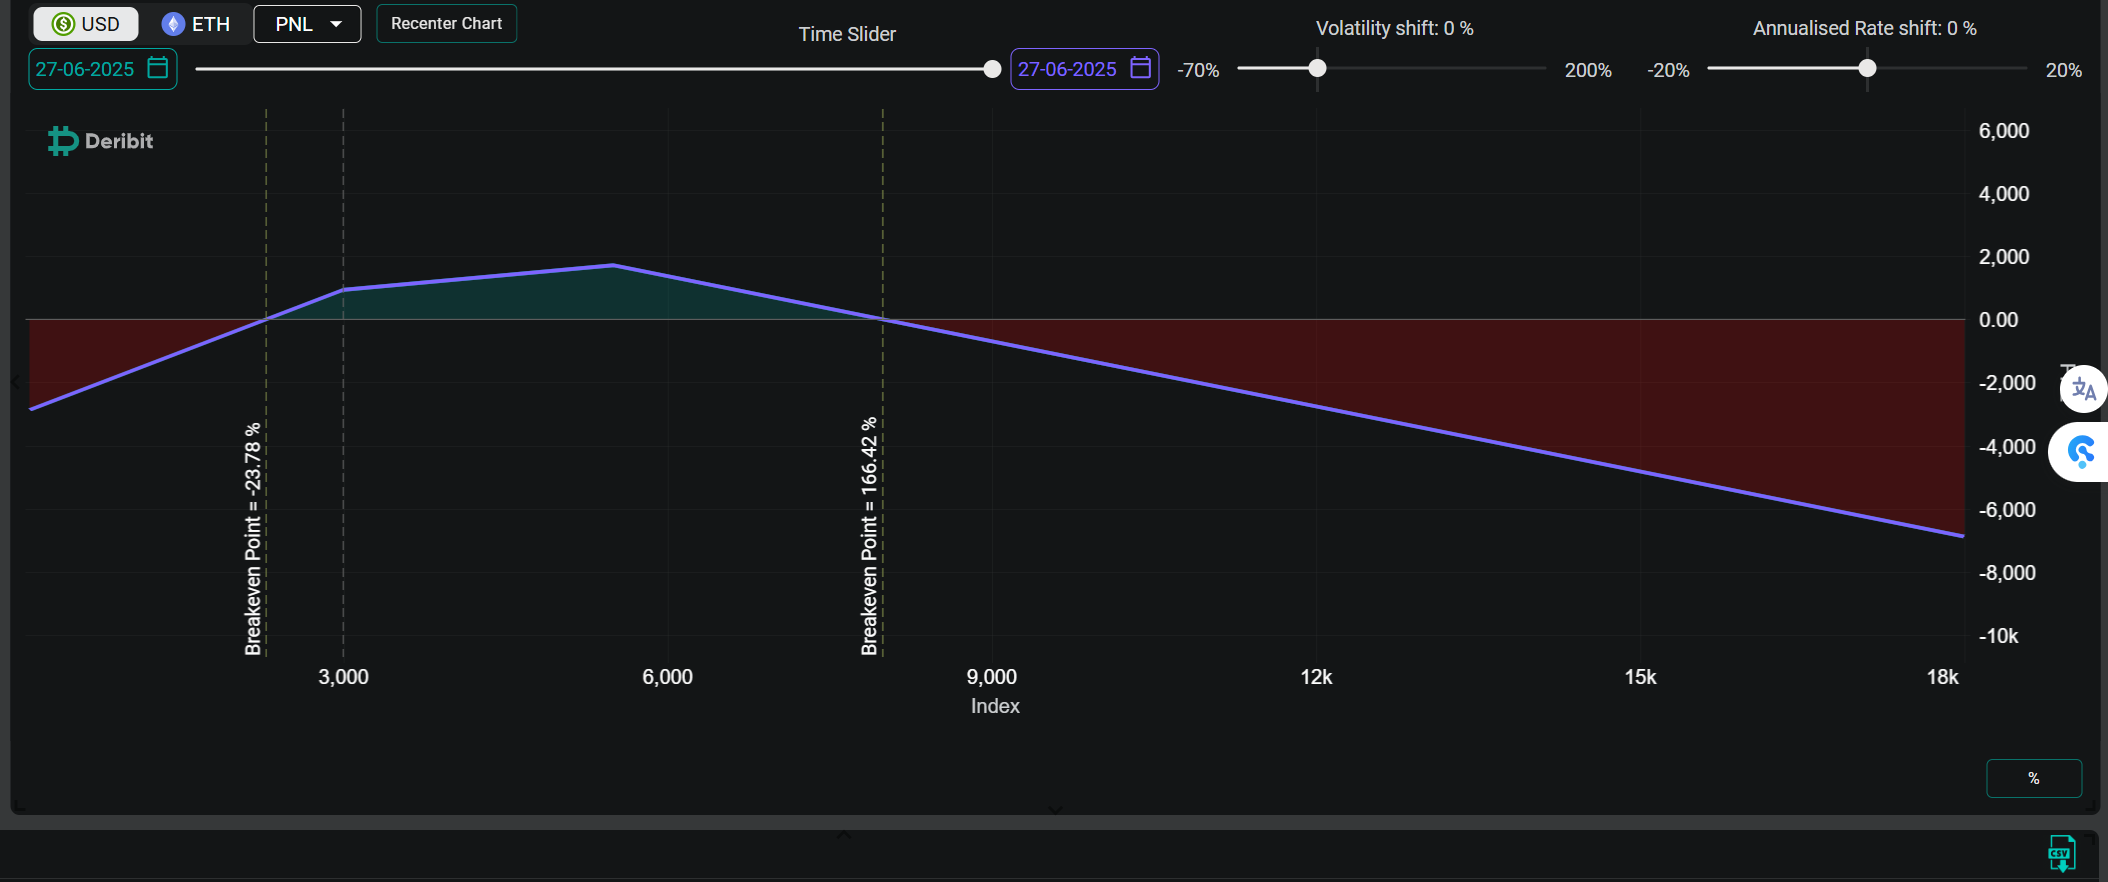 USD
ETH
PNL
Recenter Chart
Time Slider
Volatility shift: 0 %
Annualised Rate shift: 0 %
27-06-2025
27-06-2025
-70%
200%
-20%
20%
Deribit
6,000
4,000
2,000
0.00
-2,000
-4,000
-6,000
-8,000
-10k
Breakeven Point = -23.78 %
Breakeven Point = 166.42 %
3,000
6,000
9,000
12k
15k
18k
Index
%
CSV